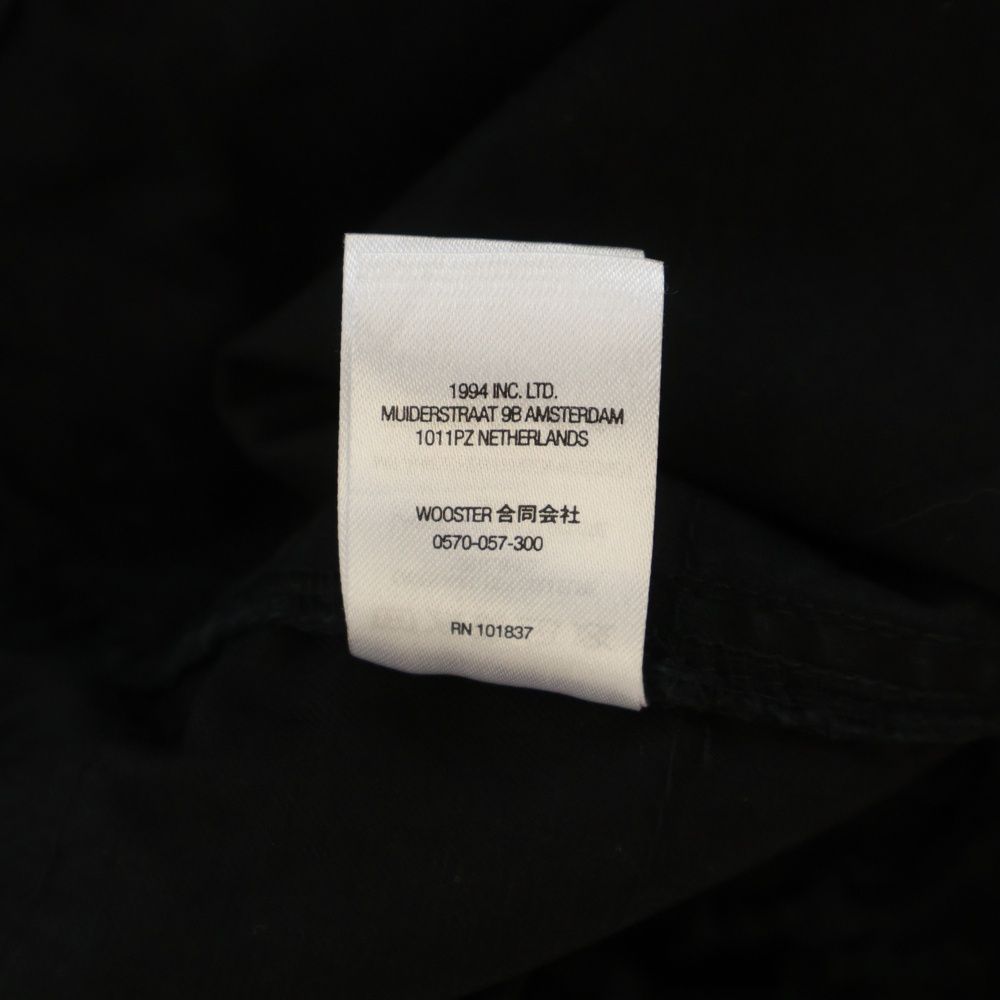 1994 INC. LTD.
MUIDERSTRAAT 9B AMSTERDAM
1011PZ NETHERLANDS
WOOSTER 合同会社
0570-057-300
RN 101837